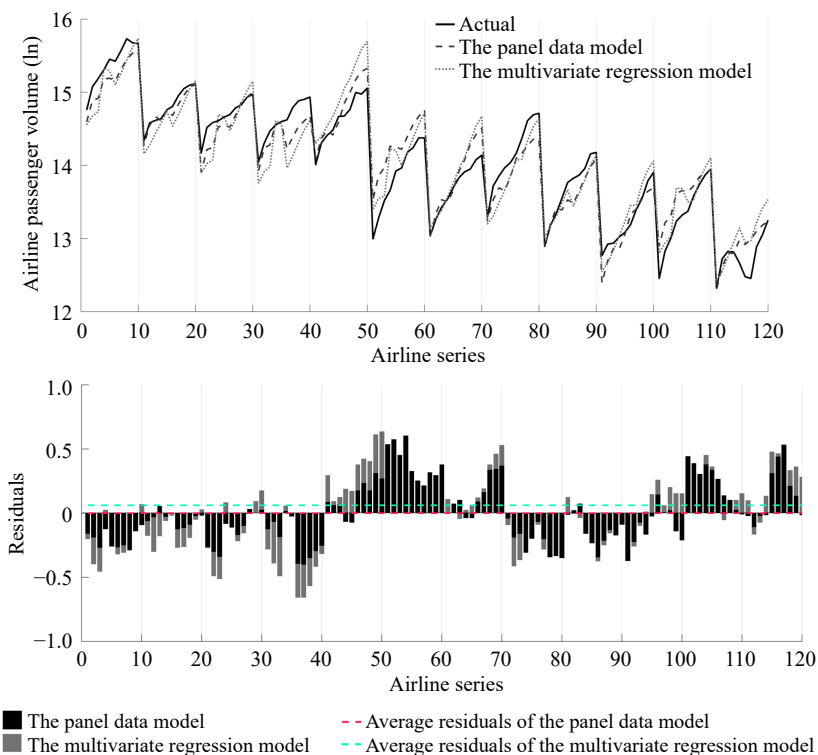 Airline passenger volume (ln)
16
15
14
13
12
Actual
The panel data model
The multivariate regression model
0 10 20 30 40 50 60 70 80 90 100 110 120
Airline series
Residuals
1.0
0.5
0
−0.5
−1.0
0 10 20 30 40 50 60 70 80 90 100 110 120
Airline series
The panel data model
Average residuals of the panel data model
The multivariate regression model
Average residuals of the multivariate regression model